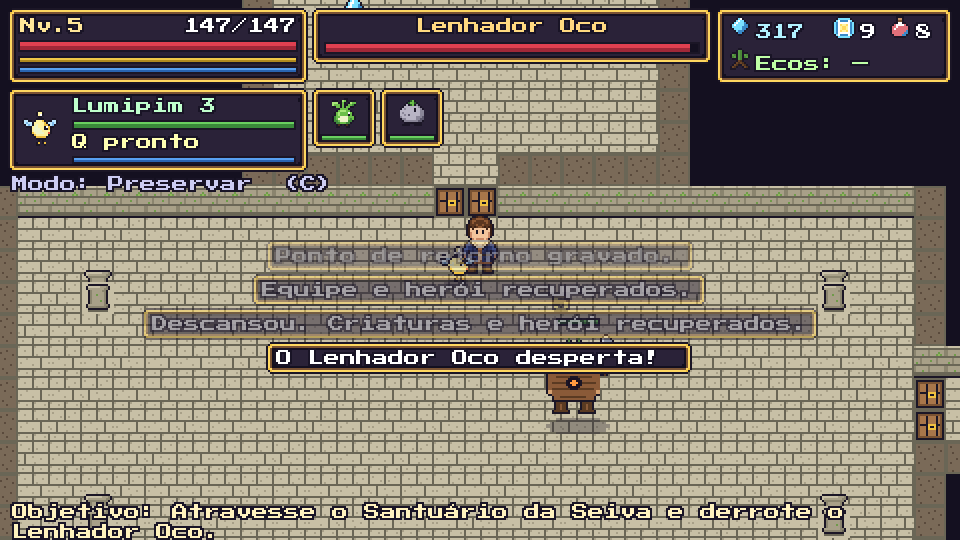 Nv.5 147/147
Lenhador Oco
317 9 8
Ecos: —
Lumipim 3
Q pronto
Modo: Preservar (C)
Ponto de retorno gravado.
Equipe e herói recuperados.
Descansou. Criaturas e herói recuperados.
O Lenhador Oco desperta!
Objetivo: Atravesse o Santuário da Seiva e derrote o
Lenhador Oco.